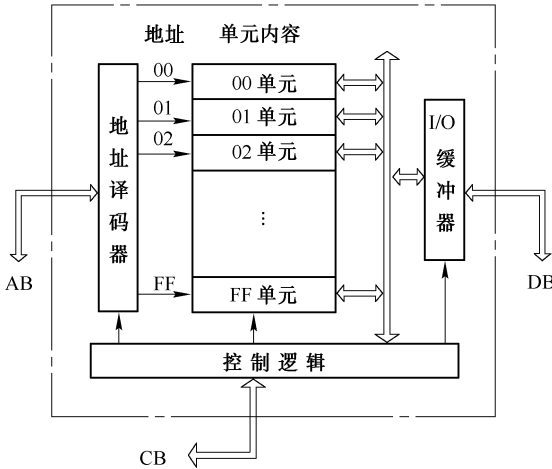 地址 单元内容
00
01
02
FF
00 单元
01 单元
02 单元
⋮
FF 单元
地址译码器
I/O
缓冲器
AB
DB
控制逻辑
CB